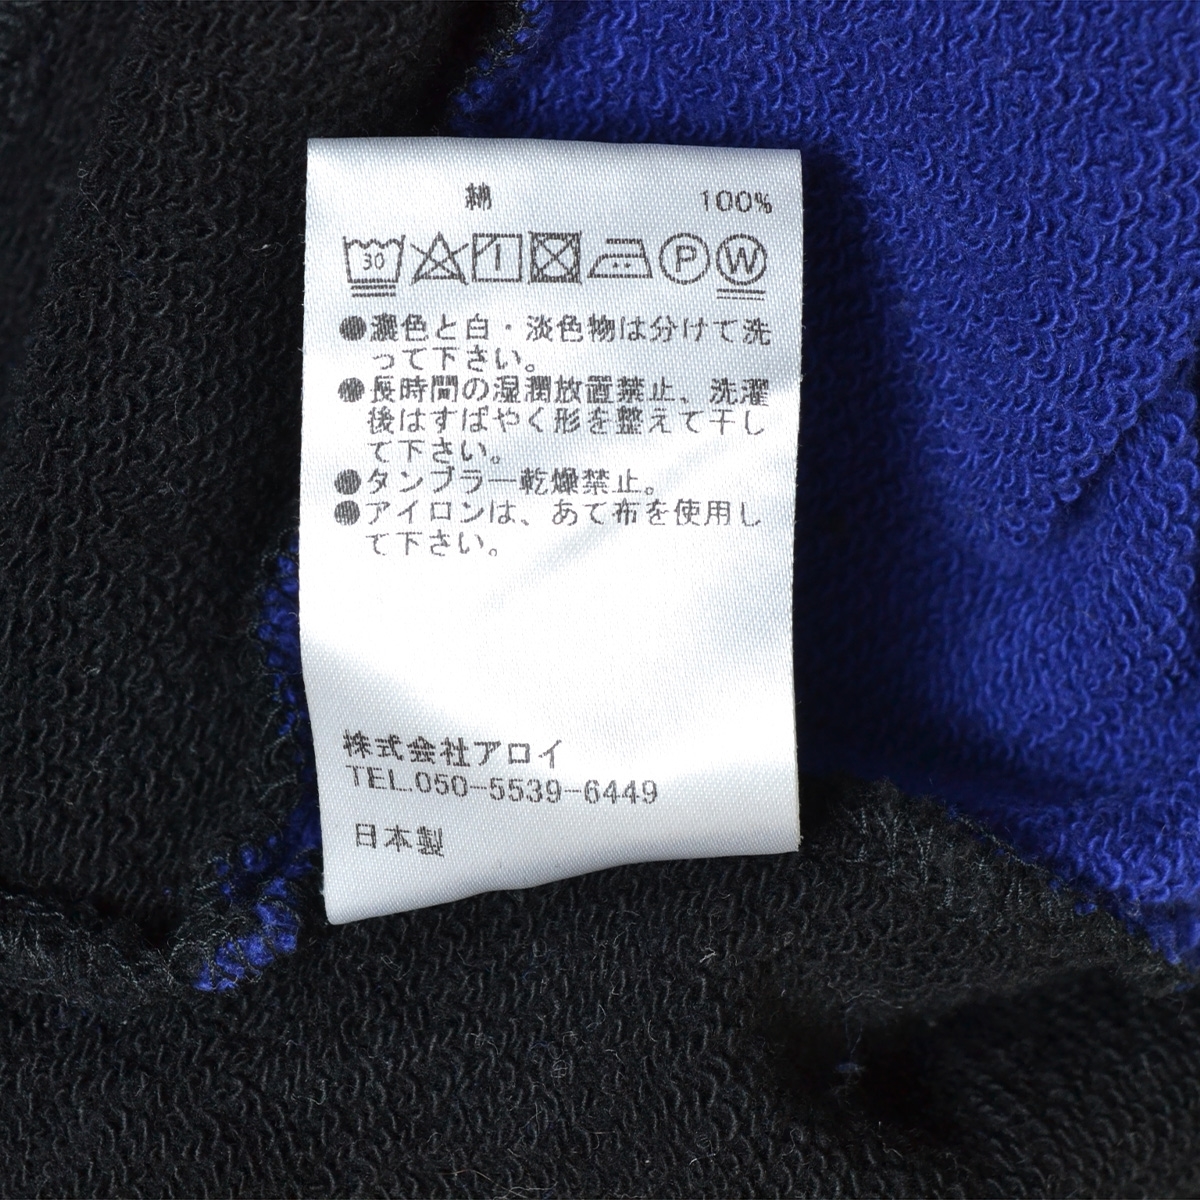 綿 100%
30 1 P W
●濃色と白・淡色物は分けて洗
って下さい。
●長時間の湿潤放置禁止、洗濯
後はすばやく形を整えて干し
て下さい。
●タンブラー乾燥禁止。
●アイロンは、あて布を使用し
て下さい。
株式会社アロイ
TEL.050-5539-6449
日本製